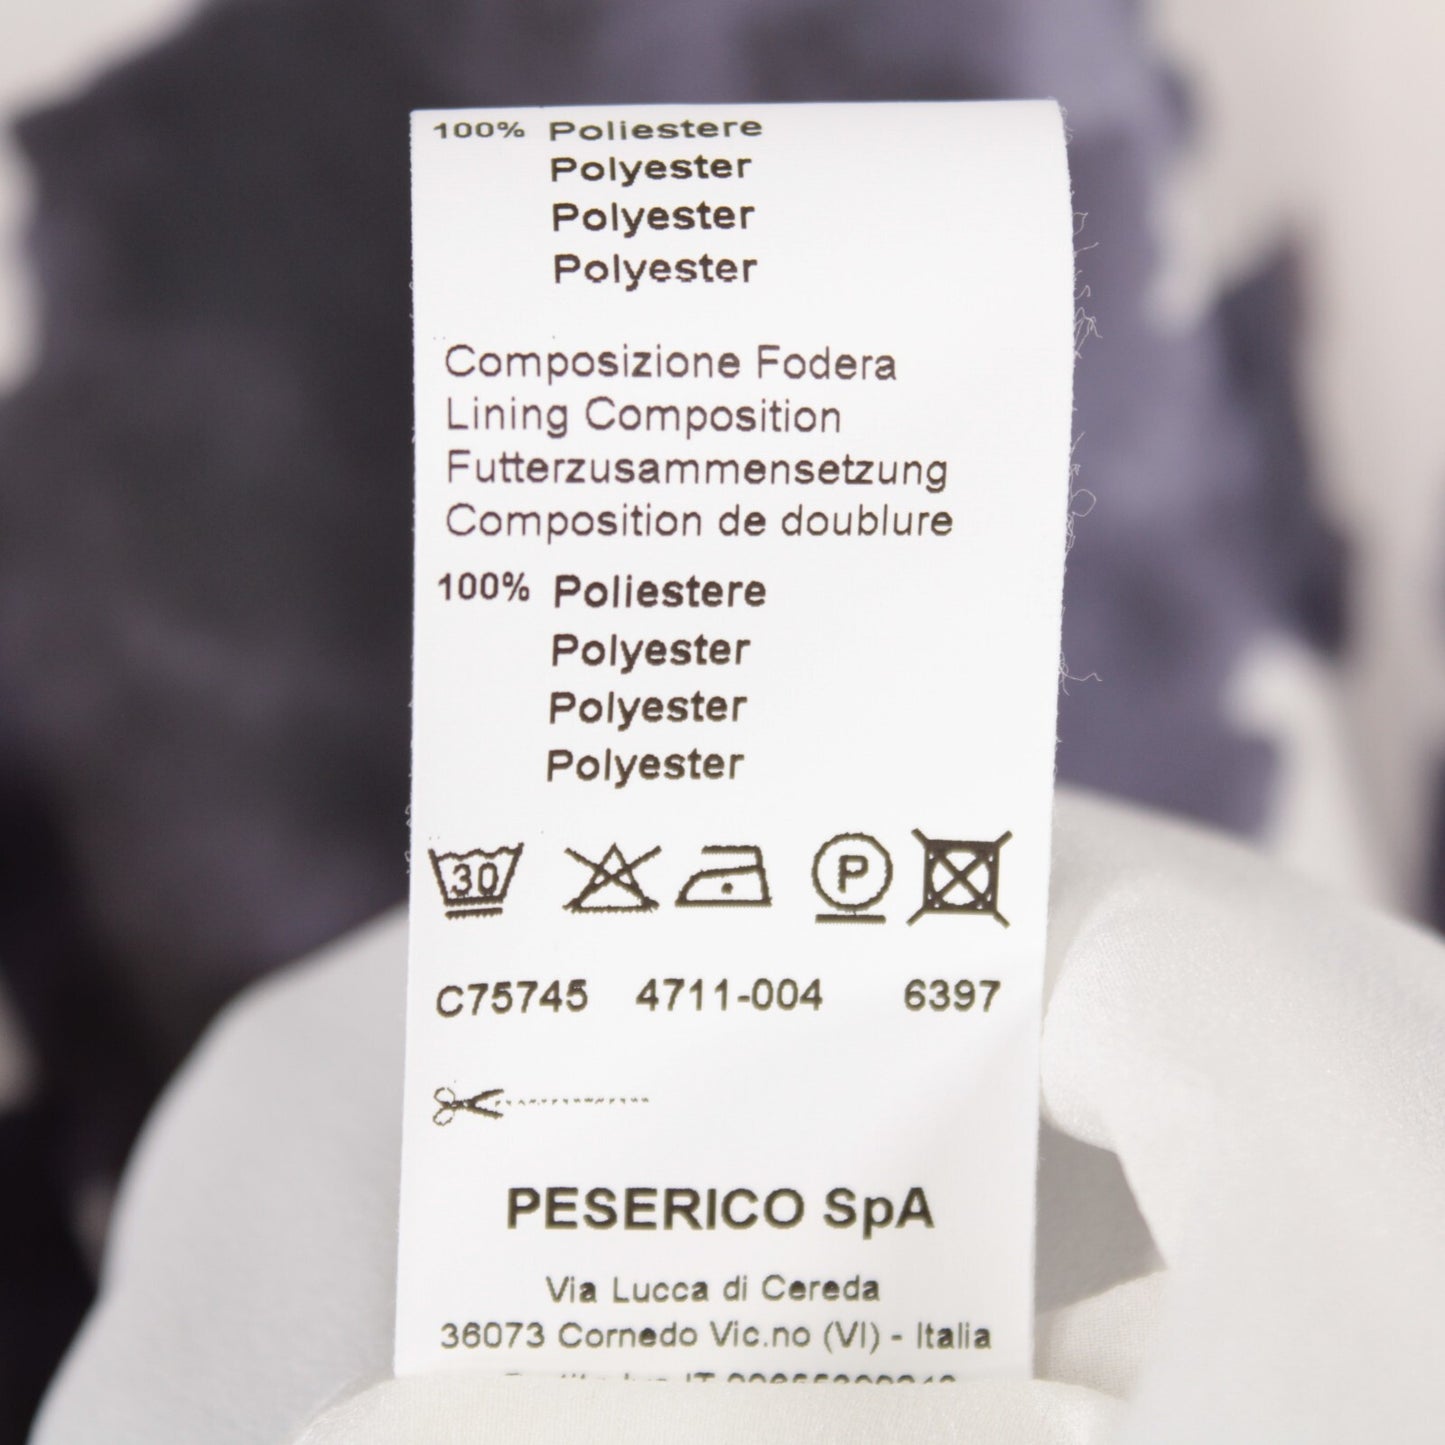 100% Poliestere
Polyester
Polyester
Polyester
Composizione Fodera
Lining Composition
Futterzusammensetzung
Composition de doublure
100% Poliestere
Polyester
Polyester
Polyester
30 P
C75745 4711-004 6397
PESERICO SpA
Via Lucca di Cereda
36073 Cornedo Vic.no (VI) - Italia